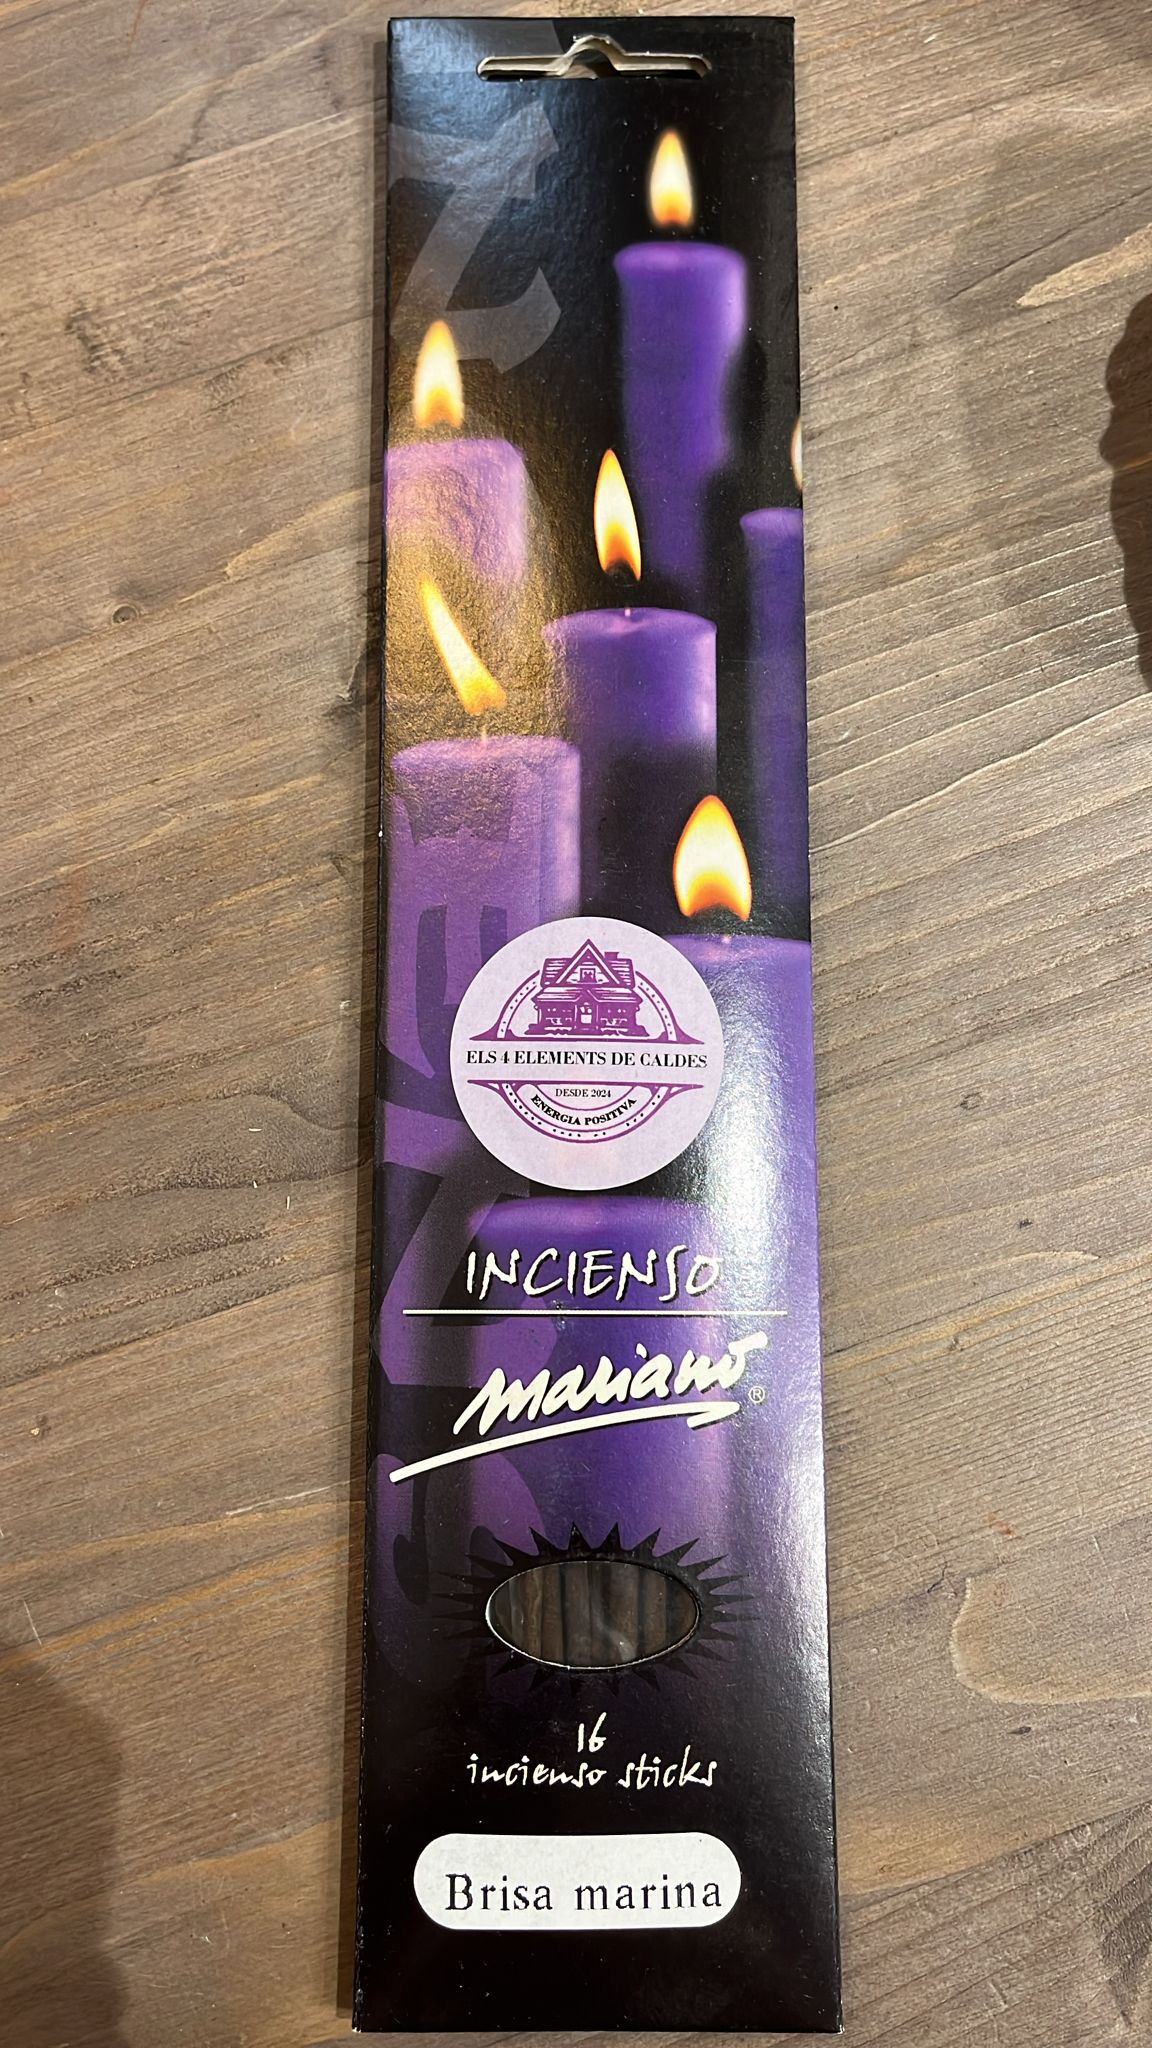 ELS 4 ELEMENTS DE CALDES
DESDE 2024
ENERGIA POSITIVA
INCIENSO
mariano®
16
incienso sticks
Brisa marina